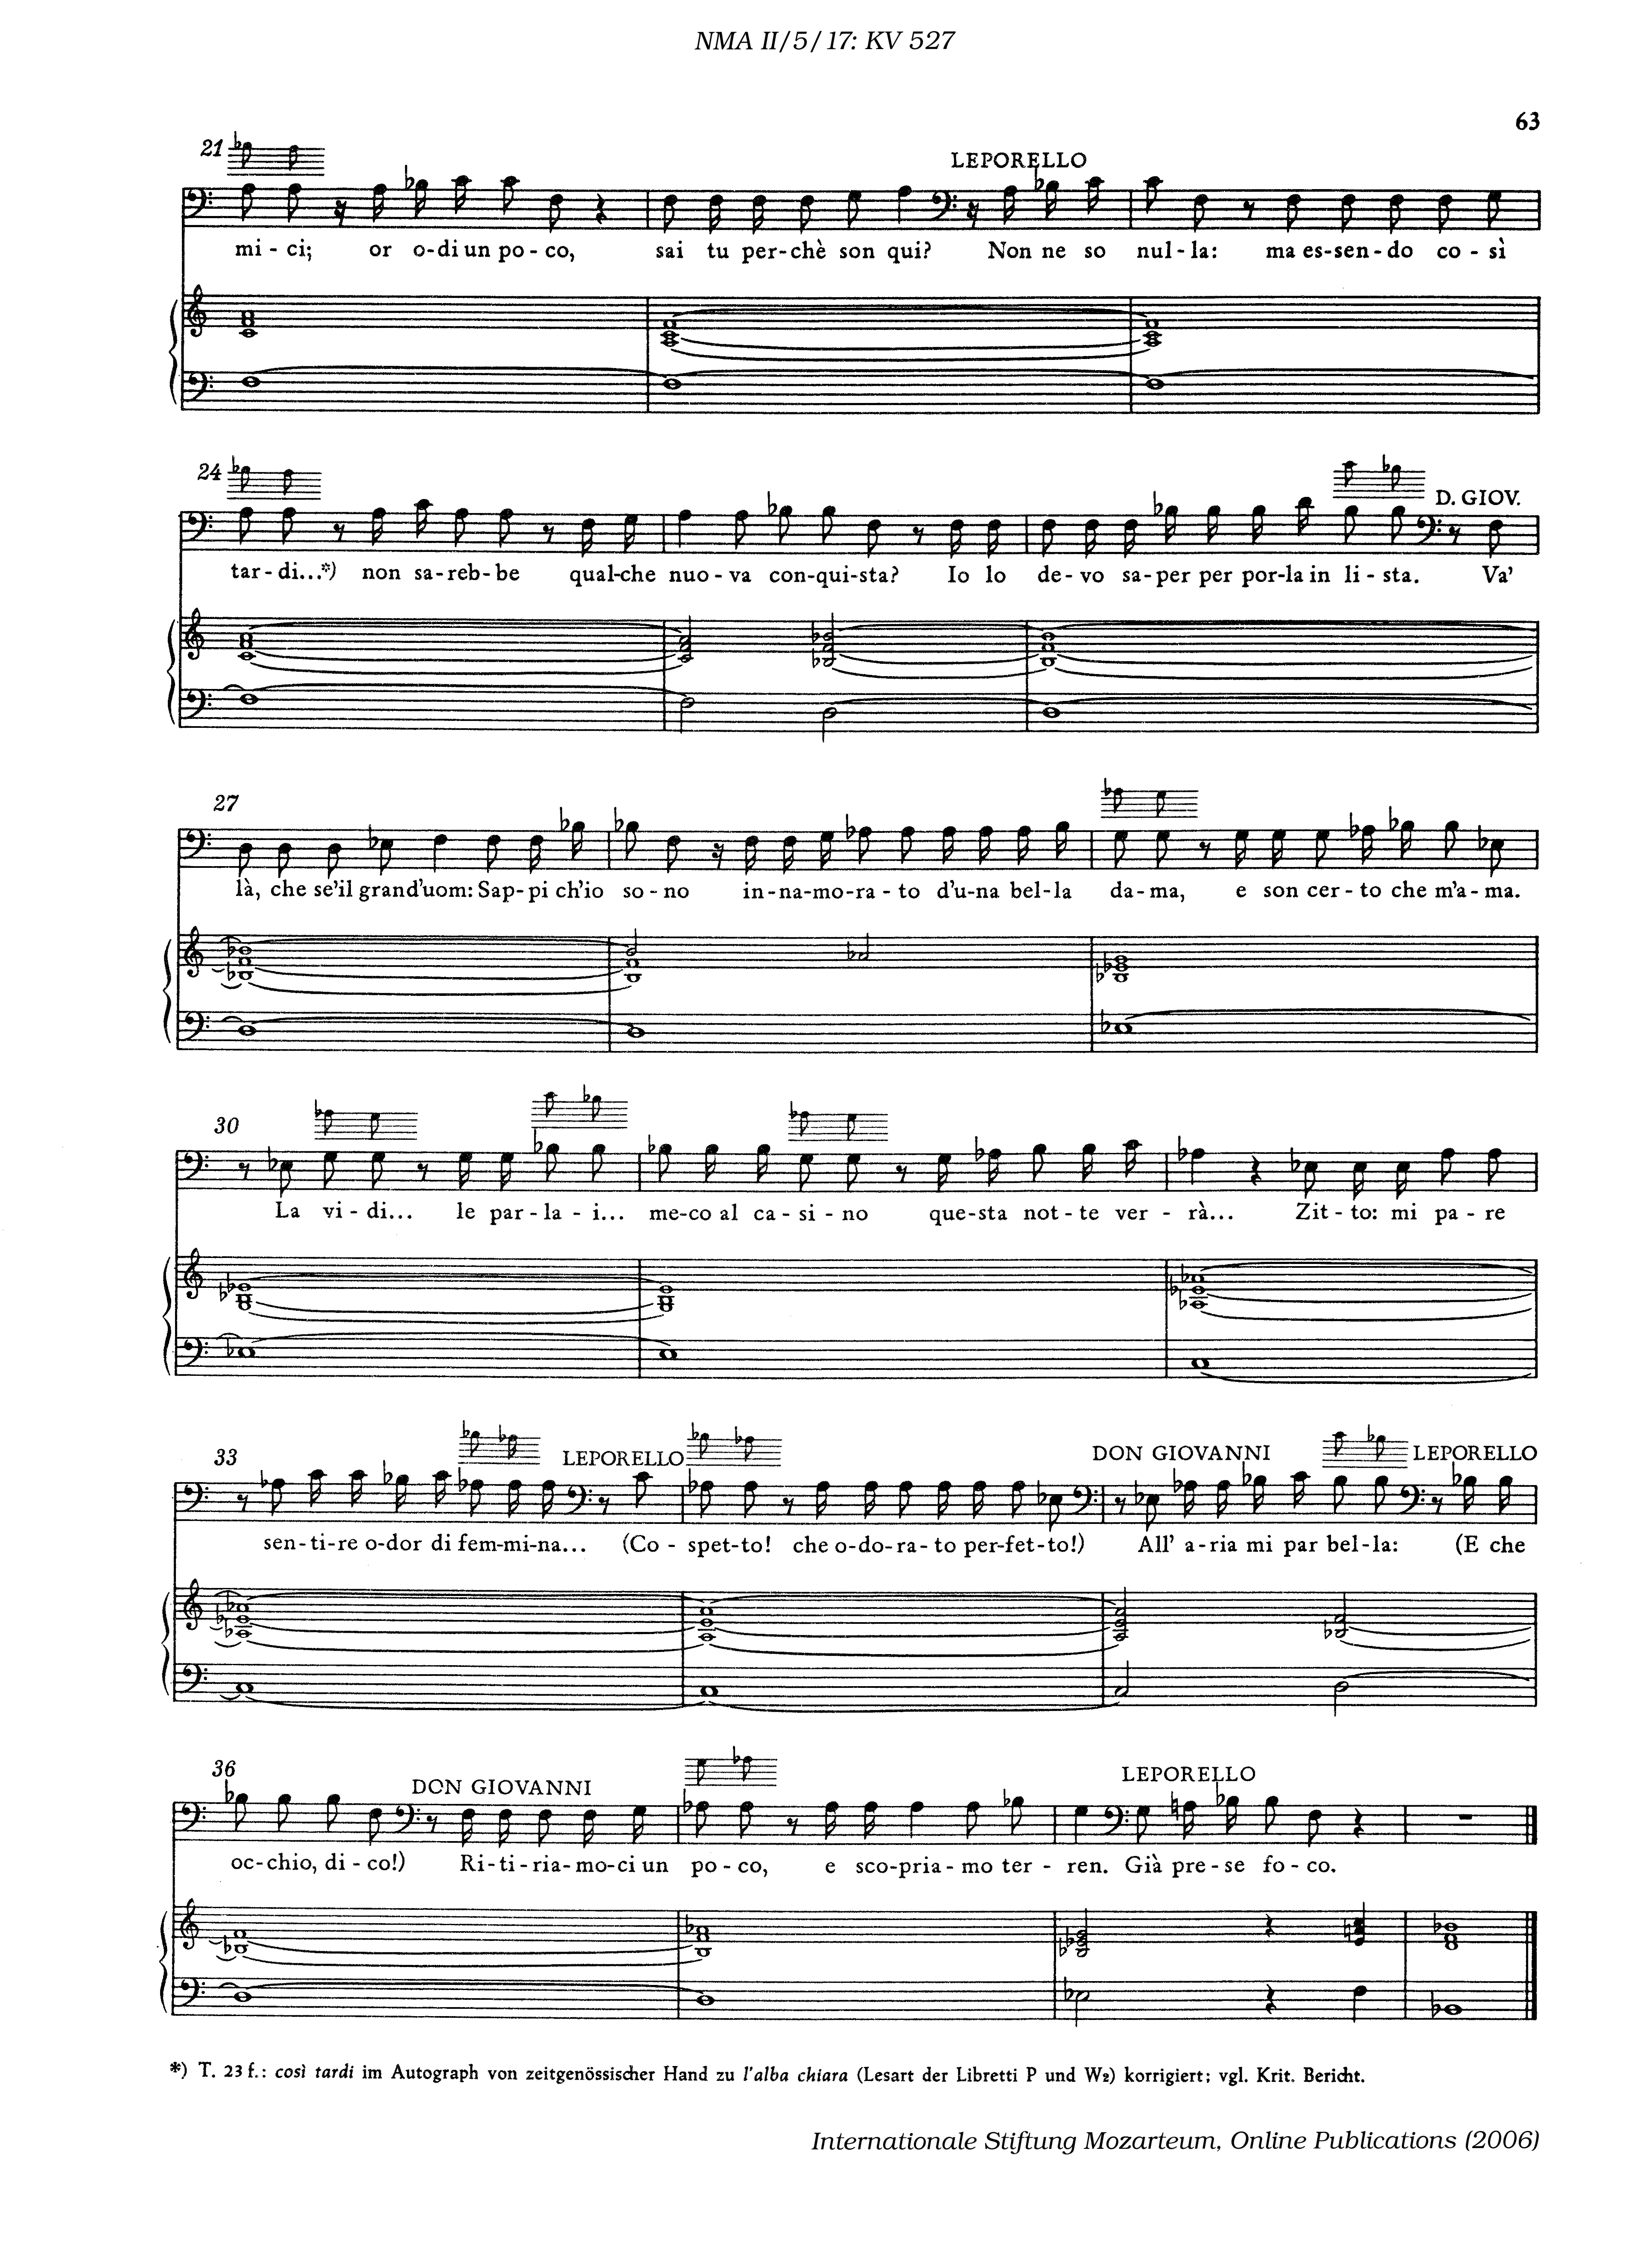 NMA II/5/17: KV 527
63
21
LEPORELLO
mi - ci; or o-di un po - co, sai tu per-chè son qui? Non ne so nul - la: ma es-sen - do co - sì
24
D. GIOV.
tar - di...*) non sa - reb - be qual-che nuo - va con-qui-sta? Io lo de - vo sa-per per por-la in li - sta. Va'
27
là, che se'il grand'uom: Sap - pi ch'io so - no in-na-mo-ra - to d'u-na bel-la da - ma, e son cer - to che m'a - ma.
30
La vi - di... le par - la - i... me-co al ca - si - no que-sta not - te ver - rà... Zit - to: mi pa - re
33
LEPORELLO DON GIOVANNI LEPORELLO
sen - ti - re o-dor di fem-mi-na... (Co - spet-to! che o-do-ra - to per-fet-to!) All' a-ria mi par bel-la: (E che
36
DON GIOVANNI LEPORELLO
oc-chio, di - co!) Ri-ti-ria-mo-ci un po - co, e sco-pria-mo ter - ren. Già pre-se fo - co.
*) T. 23 f.: così tardi im Autograph von zeitgenössischer Hand zu l'alba chiara (Lesart der Libretti P und W2) korrigiert; vgl. Krit. Bericht.
Internationale Stiftung Mozarteum, Online Publications (2006)